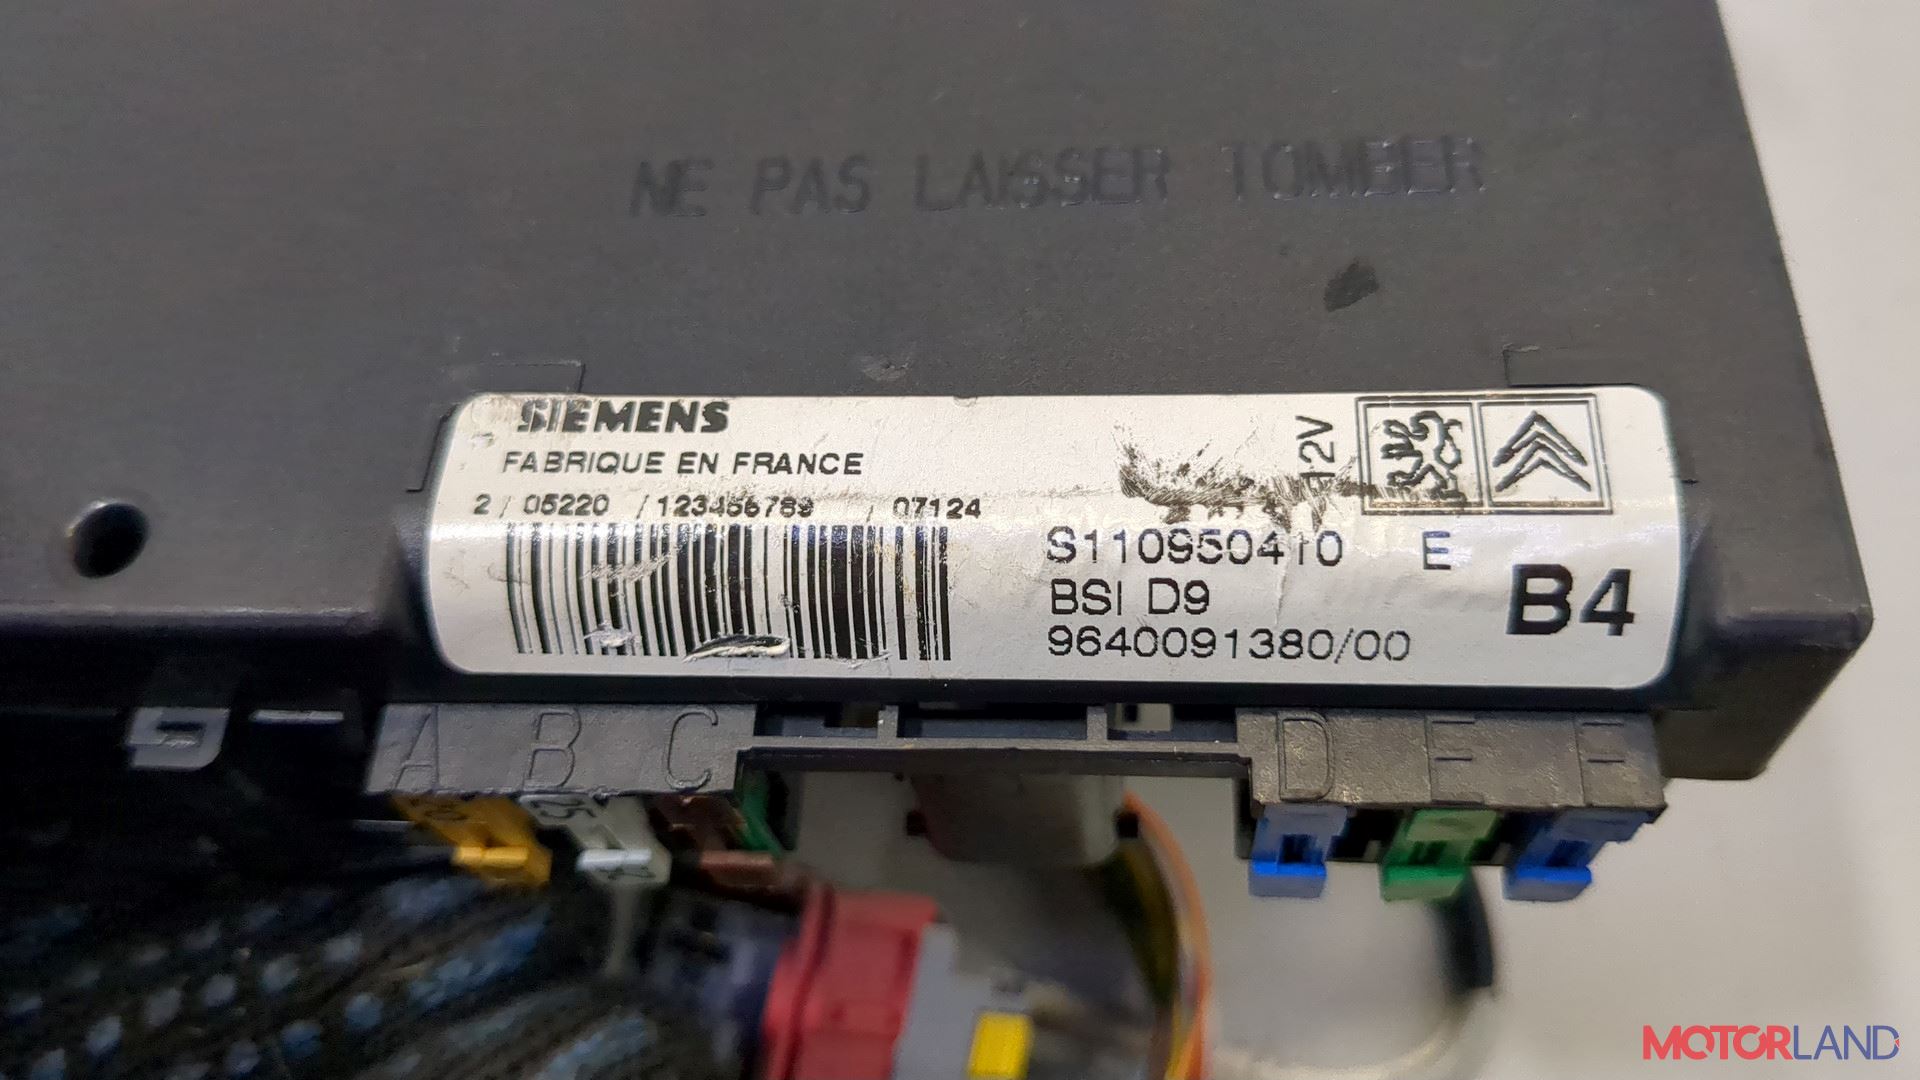 NE PAS LAISSER TOMBER
SIEMENS
FABRIQUE EN FRANCE
2 / 05220 / 123456789 / 07124
12V
S110950410 E
BSI D9
B4
9640091380/00
A B C D E F
25
MOTORLAND